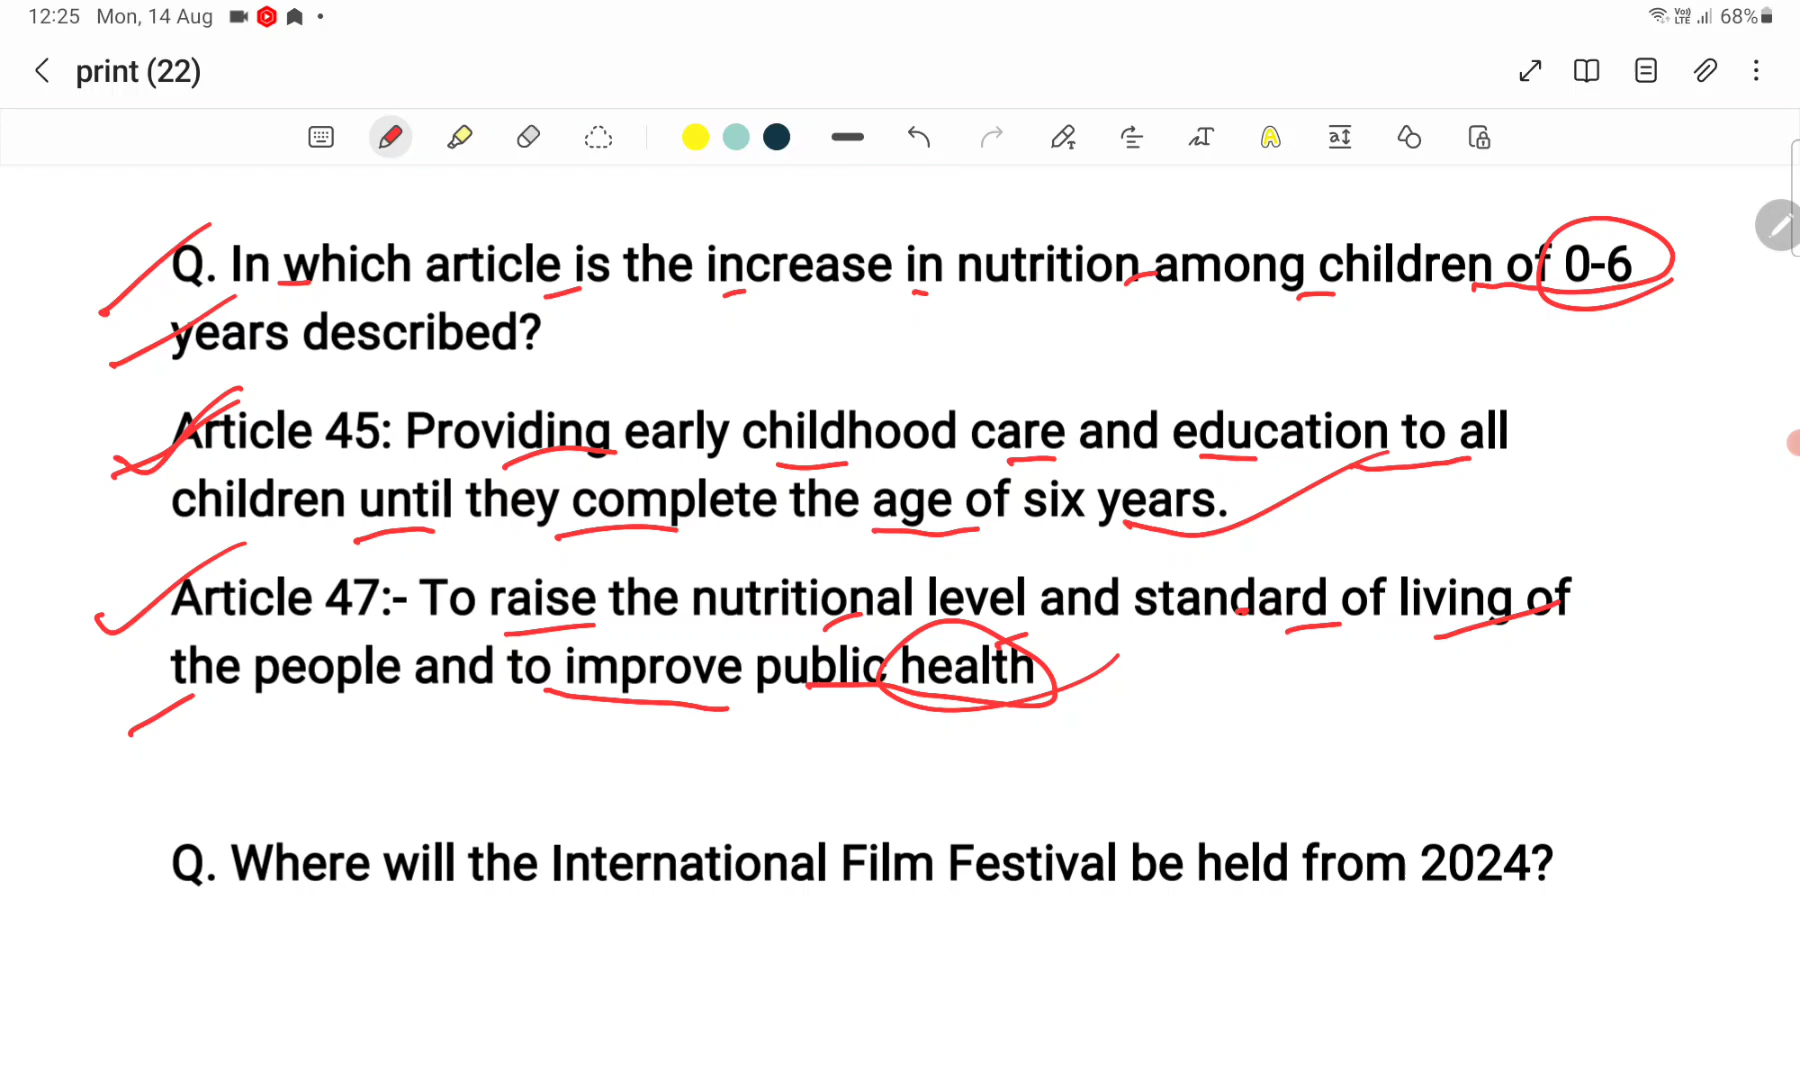 12:25 Mon, 14 Aug Vo) LTE 68%
print (22)
Q. In which article is the increase in nutrition among children of 0-6
years described?
Article 45: Providing early childhood care and education to all
children until they complete the age of six years.
Article 47:- To raise the nutritional level and standard of living of
the people and to improve public health
Q. Where will the International Film Festival be held from 2024?